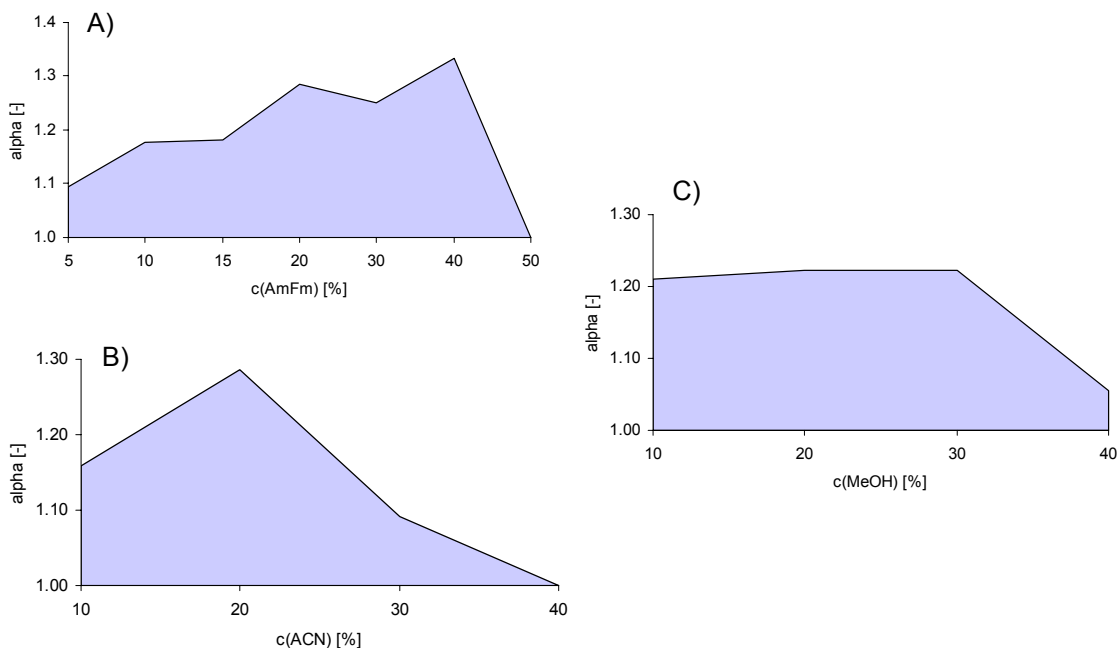 A)
1.4
1.3
1.2
1.1
1.0
alpha [-]
5 10 15 20 30 40 50
c(AmFm) [%]
B)
1.30
1.20
1.10
1.00
alpha [-]
10 20 30 40
c(ACN) [%]
C)
1.30
1.20
1.10
1.00
alpha [-]
10 20 30 40
c(MeOH) [%]